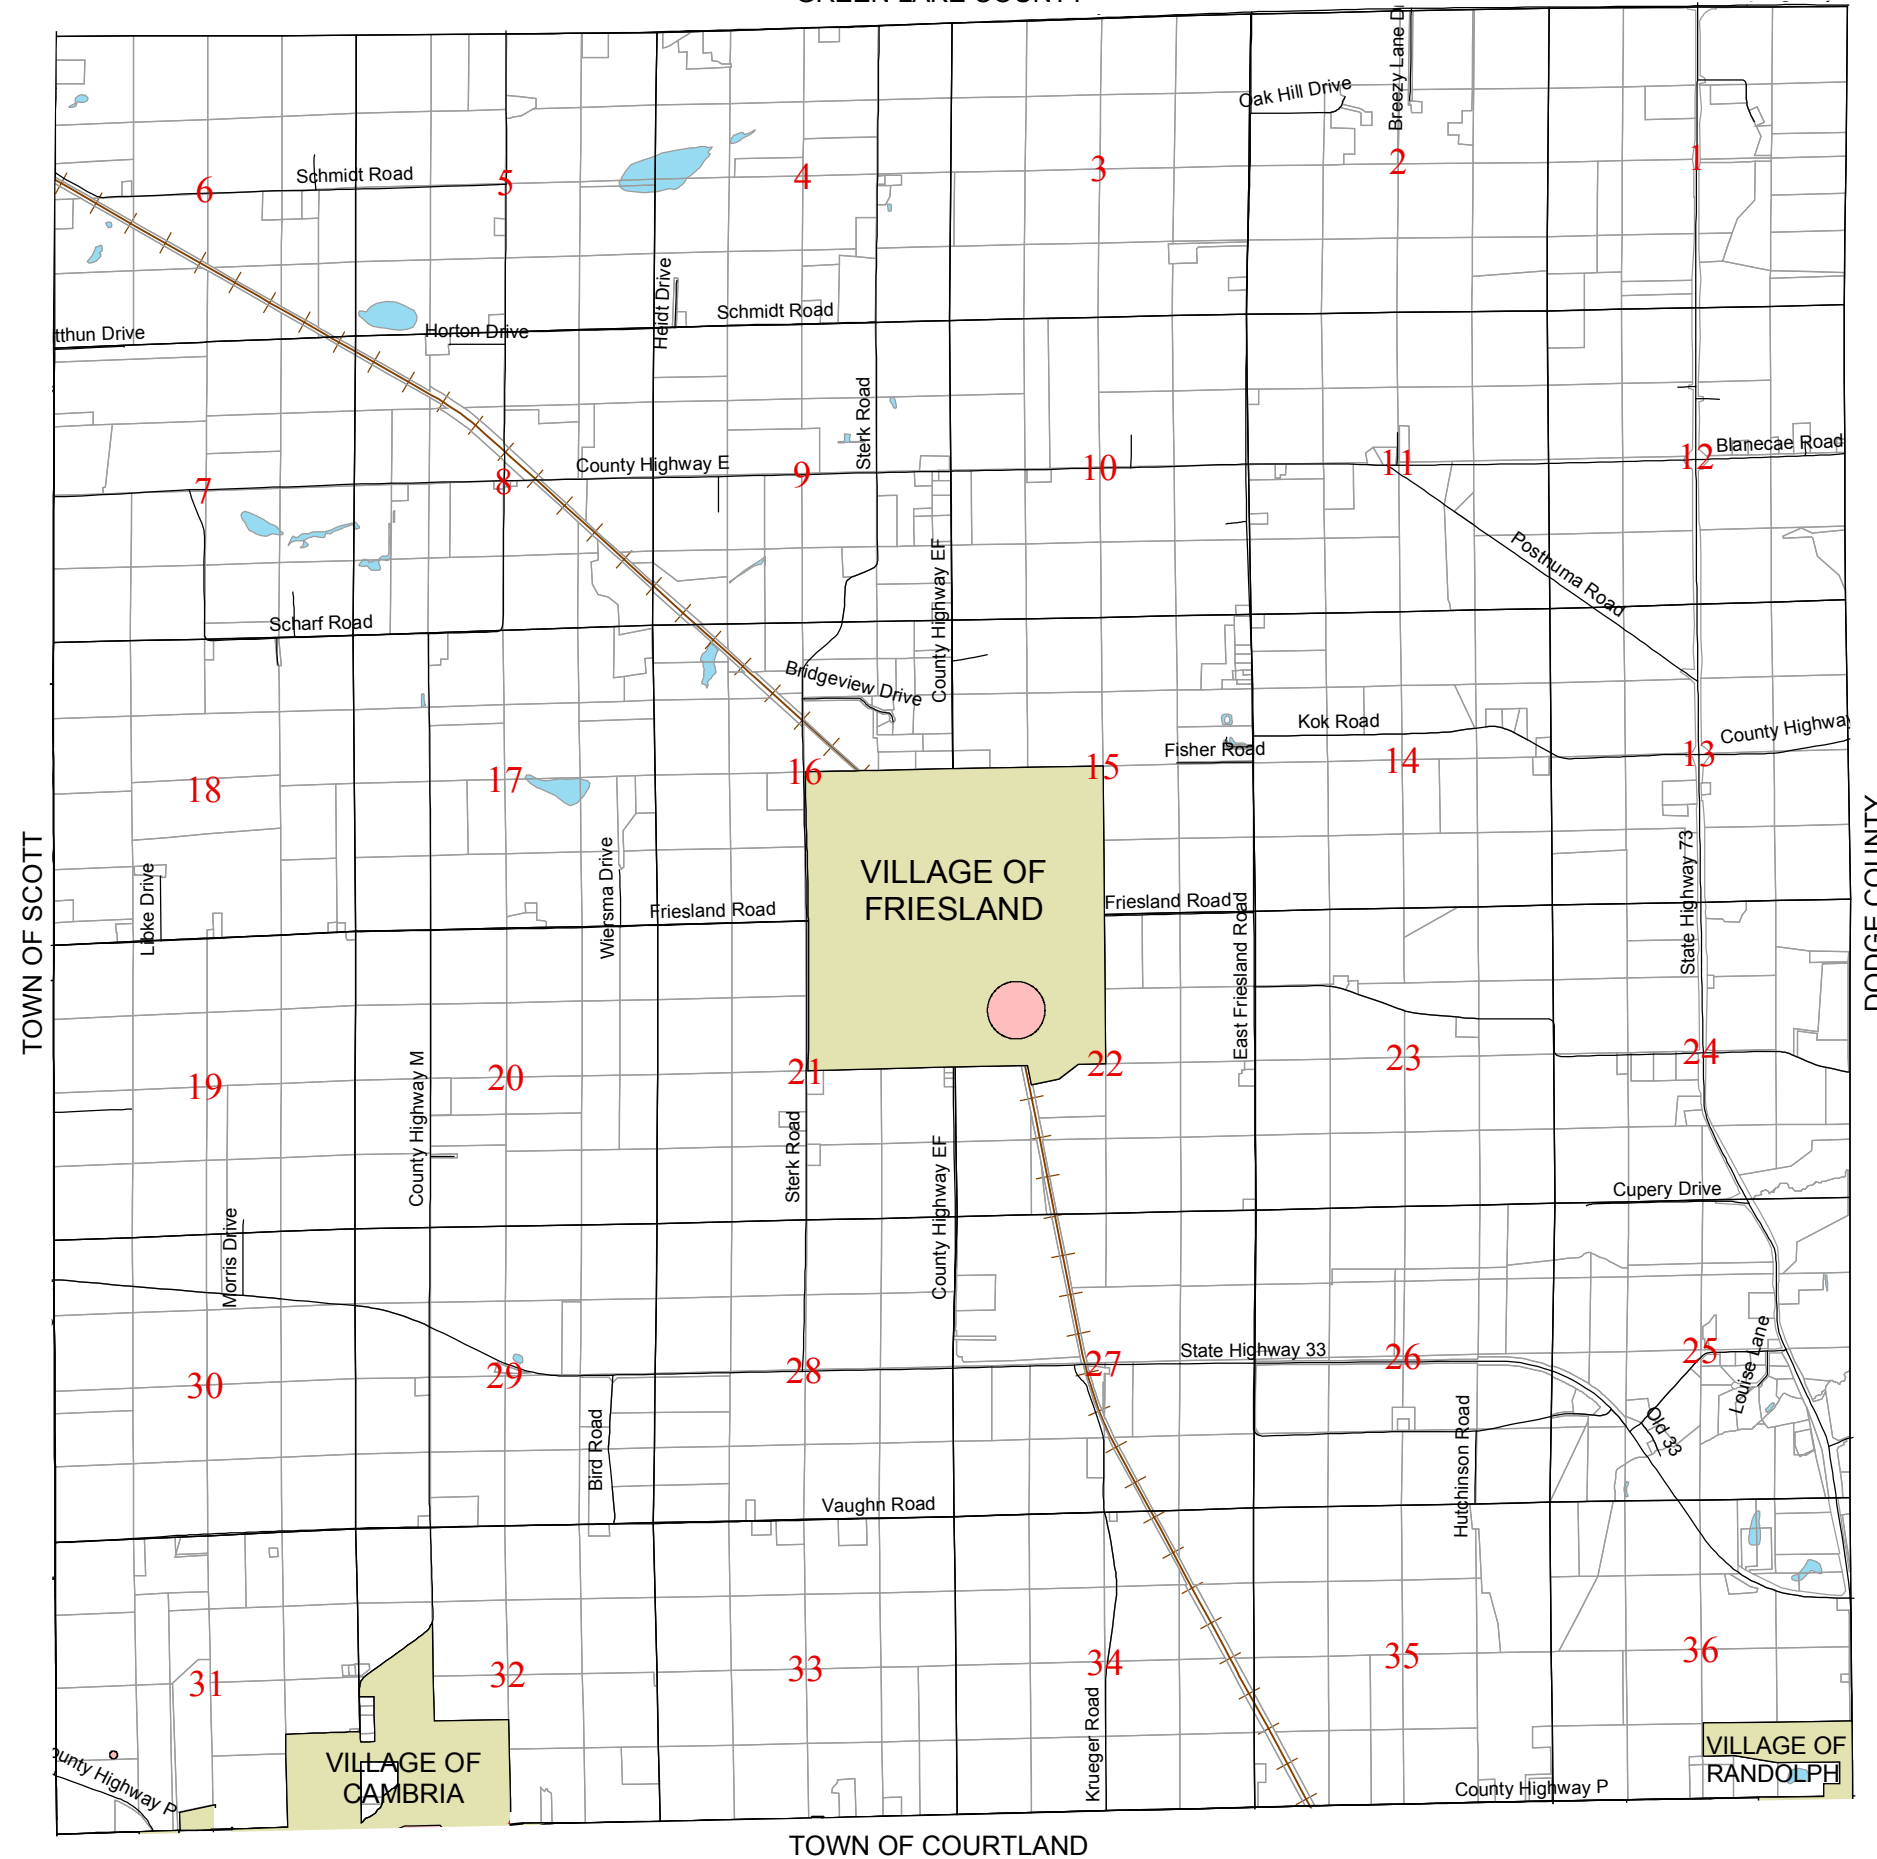 Oak Hill Drive
Breezy Lane
1
2
3
4
5
6
Schmidt Road
Heidt Drive
Schmidt Road
Horton Drive
tthun Drive
Sterk Road
County Highway E
7
8
9
10
11
12
Blanecae Road
Posthuma Road
County Highway EF
Scharf Road
Bridgeview Drive
Kok Road
Fisher Road
County Highway
18
17
16
15
14
13
TOWN OF SCOTT
DODGE COUNTY
VILLAGE OF
FRIESLAND
Libke Drive
Wiersma Drive
Friesland Road
Friesland Road
East Friesland Road
State Highway 73
19
20
21
22
23
24
County Highway M
Sterk Road
County Highway EF
Cupery Drive
Morris Drive
State Highway 33
30
29
28
27
26
25
Louise Lane
Old 33
Bird Road
Hutchinson Road
Vaughn Road
31
32
33
34
35
36
Krueger Road
ounty Highway P
VILLAGE OF
CAMBRIA
County Highway P
VILLAGE OF
RANDOLPH
TOWN OF COURTLAND